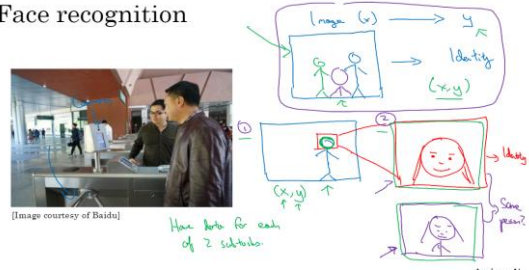 Face recognition
Image (x) → y
→ Identity
(x,y)
1
2
(x, y)
→ Identity
Same
person?
[Image courtesy of Baidu]
Have data for each
of 2 subtasks.